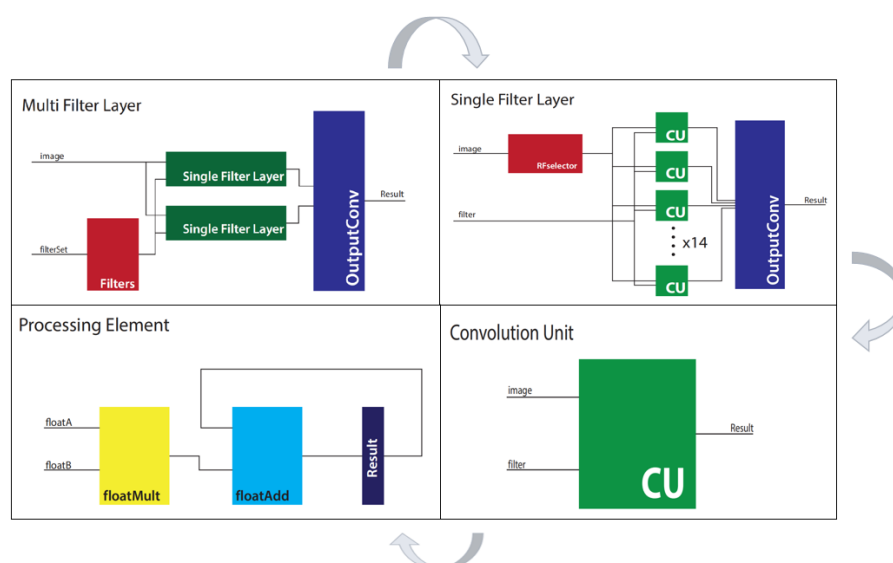 Multi Filter Layer
image
Single Filter Layer
Single Filter Layer
filterSet
Filters
OutputConv
Result
Single Filter Layer
image
RFselector
filter
CU
CU
CU
x14
CU
OutputConv
Result
Processing Element
floatA
floatB
floatMult
floatAdd
Result
Convolution Unit
image
filter
CU
Result